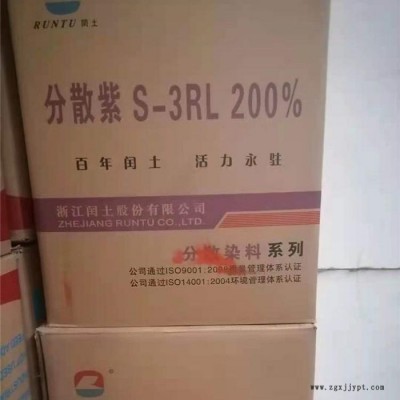 RUNTU 闰土
分散紫 S-3RL 200%
百年闰土 活力永驻
浙江闰土股份有限公司
ZHEJIANG RUNTU CO.,LTD.
分散染料系列
公司通过ISO9001:2008质量管理体系认证
公司通过ISO14001:2004环境管理体系认证
www.zgxjjypt.com